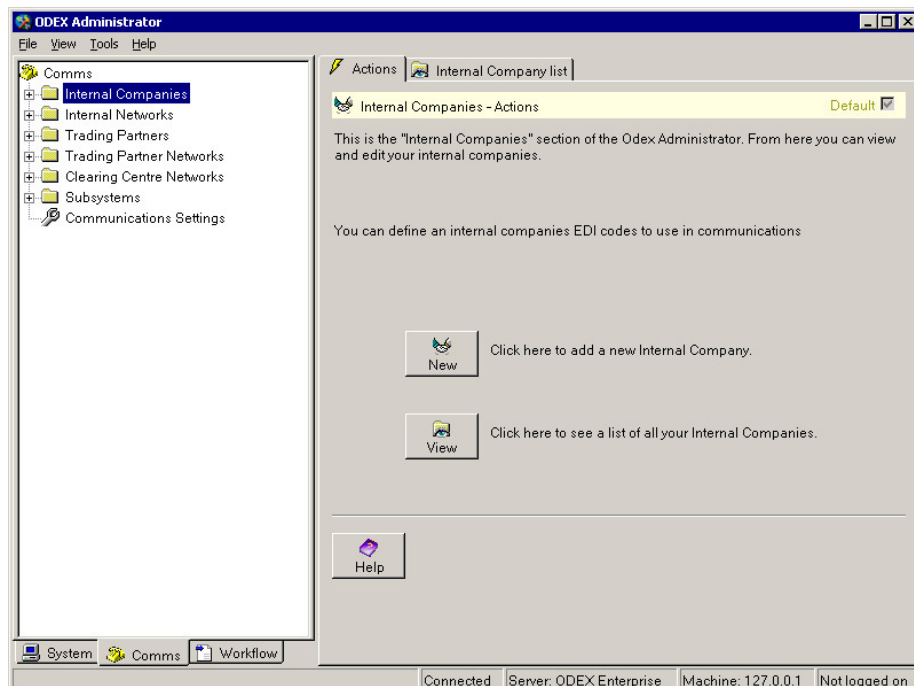 ODEX Administrator
File View Tools Help
Comms
Internal Companies
Internal Networks
Trading Partners
Trading Partner Networks
Clearing Centre Networks
Subsystems
Communications Settings
Actions
Internal Company list
Internal Companies - Actions
Default
This is the "Internal Companies" section of the Odex Administrator. From here you can view
and edit your internal companies.
You can define an internal companies EDI codes to use in communications
New
Click here to add a new Internal Company.
View
Click here to see a list of all your Internal Companies.
Help
System Comms Workflow
Connected Server: ODEX Enterprise Machine: 127.0.0.1 Not logged on